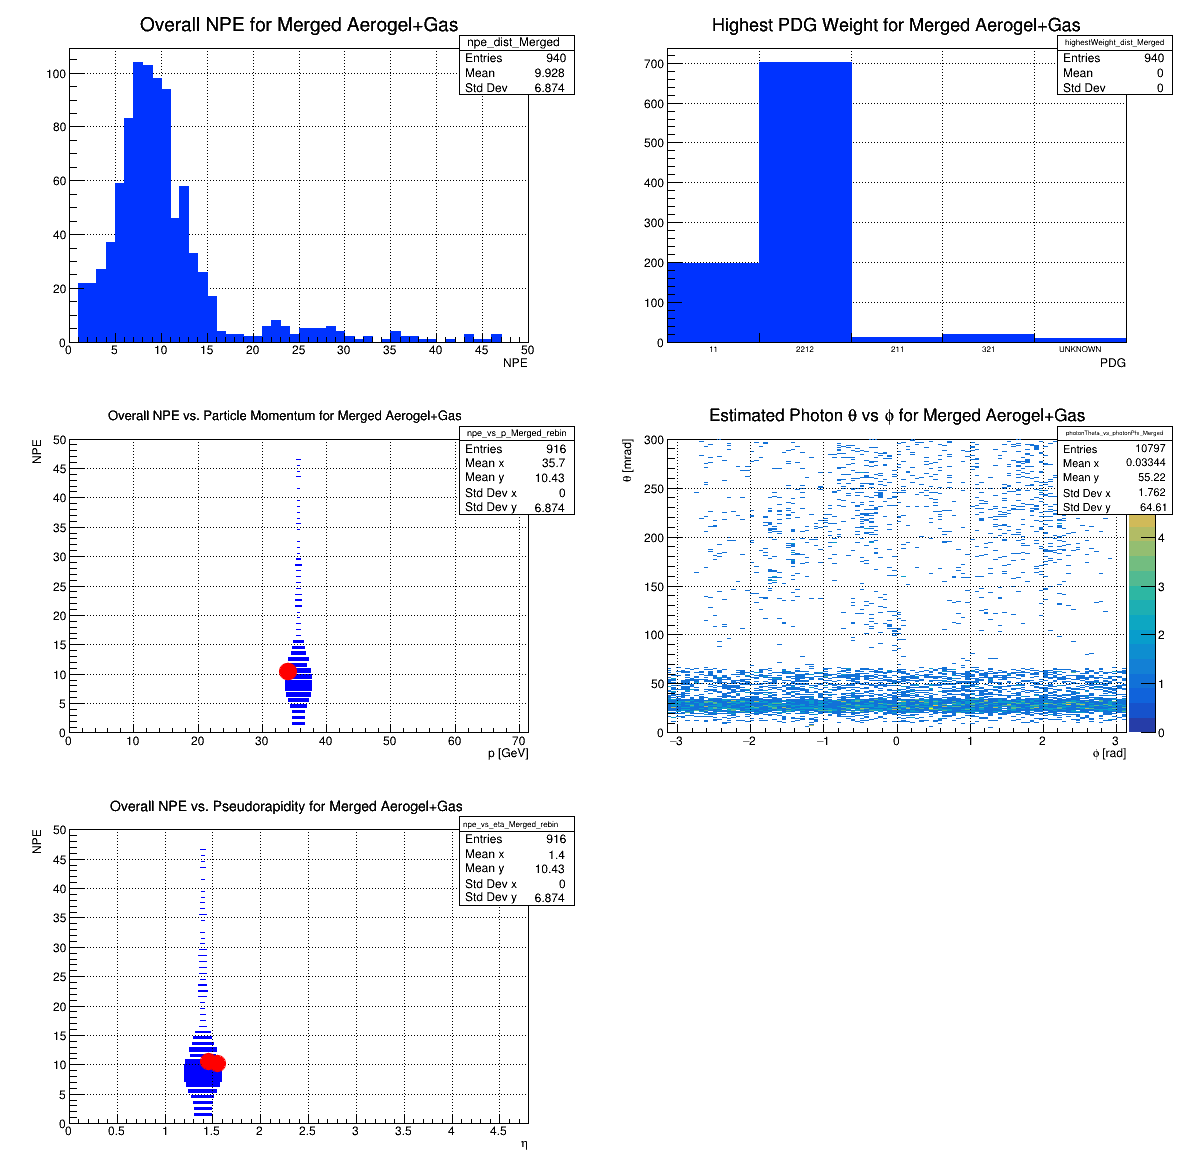 Overall NPE for Merged Aerogel+Gas
npe_dist_Merged
Entries 940
Mean 9.928
Std Dev 6.874
100
80
60
40
20
0
0 5 10 15 20 25 30 35 40 45 50
NPE
Highest PDG Weight for Merged Aerogel+Gas
highestWeight_dist_Merged
Entries 940
Mean 0
Std Dev 0
700
600
500
400
300
200
100
0
11 2212 211 321 UNKNOWN
PDG
Overall NPE vs. Particle Momentum for Merged Aerogel+Gas
npe_vs_p_Merged_rebin
Entries 916
Mean x 35.7
Mean y 10.43
Std Dev x 0
Std Dev y 6.874
NPE
50
45
40
35
30
25
20
15
10
5
0
0 10 20 30 40 50 60 70
p [GeV]
Estimated Photon θ vs ϕ for Merged Aerogel+Gas
photonTheta_vs_photonPhi_Merged
Entries 10797
Mean x 0.03344
Mean y 55.22
Std Dev x 1.762
Std Dev y 64.61
θ [mrad]
300
250
200
150
100
50
0
−3 −2 −1 0 1 2 3
ϕ [rad]
4
3
2
1
0
Overall NPE vs. Pseudorapidity for Merged Aerogel+Gas
npe_vs_eta_Merged_rebin
Entries 916
Mean x 1.4
Mean y 10.43
Std Dev x 0
Std Dev y 6.874
NPE
50
45
40
35
30
25
20
15
10
5
0
0 0.5 1 1.5 2 2.5 3 3.5 4 4.5
η